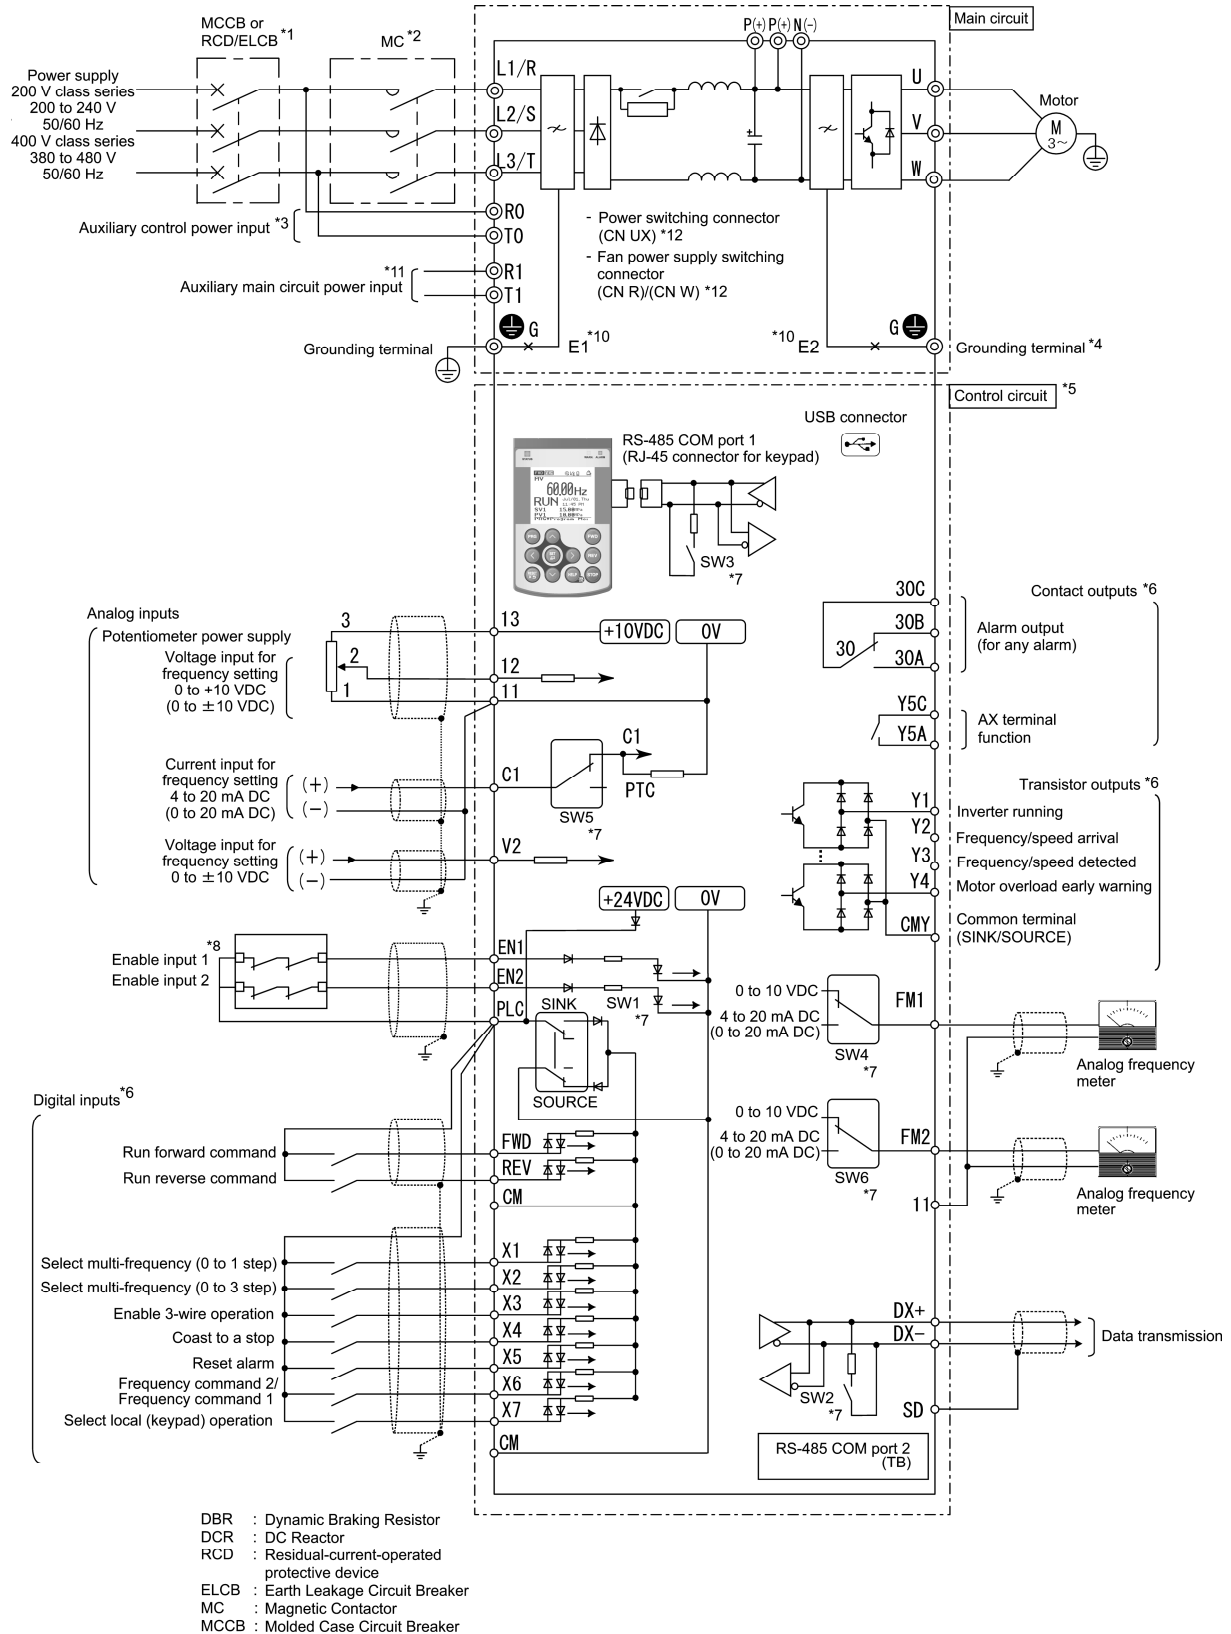 MCCB or
RCD/ELCB *1
MC *2
P(+) P(+) N(-)
Main circuit
Power supply
200 V class series
200 to 240 V
50/60 Hz
400 V class series
380 to 480 V
50/60 Hz
L1/R
L2/S
L3/T
U
V
W
Motor
M
3~
+
Auxiliary control power input *3
R0
T0
*11
Auxiliary main circuit power input
R1
T1
- Power switching connector
(CN UX) *12
- Fan power supply switching
connector
(CN R)/(CN W) *12
G
E1 *10
*10 E2
G
Grounding terminal
Grounding terminal *4
Control circuit *5
USB connector
RS-485 COM port 1
(RJ-45 connector for keypad)
60.00Hz
RUN
SW3
*7
Analog inputs
Potentiometer power supply
Voltage input for
frequency setting
0 to +10 VDC
(0 to ±10 VDC)
3
2
1
13
12
11
+10VDC
0V
Current input for
frequency setting
4 to 20 mA DC
(0 to 20 mA DC)
(+)
(-)
C1
C1
PTC
SW5
*7
Voltage input for
frequency setting
0 to ±10 VDC
(+)
(-)
V2
+24VDC
0V
30C
30B
30A
30
Contact outputs *6
Alarm output
(for any alarm)
Y5C
Y5A
AX terminal
function
Transistor outputs *6
Y1
Inverter running
Y2
Frequency/speed arrival
Y3
Frequency/speed detected
Y4
Motor overload early warning
CMY
Common terminal
(SINK/SOURCE)
*8
Enable input 1
Enable input 2
EN1
EN2
PLC
SINK
SW1
*7
SOURCE
0 to 10 VDC
4 to 20 mA DC
(0 to 20 mA DC)
SW4
*7
FM1
Analog frequency
meter
0 to 10 VDC
4 to 20 mA DC
(0 to 20 mA DC)
SW6
*7
FM2
Analog frequency
meter
11
Digital inputs *6
Run forward command
Run reverse command
FWD
REV
CM
Select multi-frequency (0 to 1 step)
X1
Select multi-frequency (0 to 3 step)
X2
Enable 3-wire operation
X3
Coast to a stop
X4
Reset alarm
X5
Frequency command 2/
Frequency command 1
X6
Select local (keypad) operation
X7
CM
DX+
DX-
Data transmission
SW2
*7
SD
RS-485 COM port 2
(TB)
DBR : Dynamic Braking Resistor
DCR : DC Reactor
RCD : Residual-current-operated
protective device
ELCB : Earth Leakage Circuit Breaker
MC : Magnetic Contactor
MCCB : Molded Case Circuit Breaker